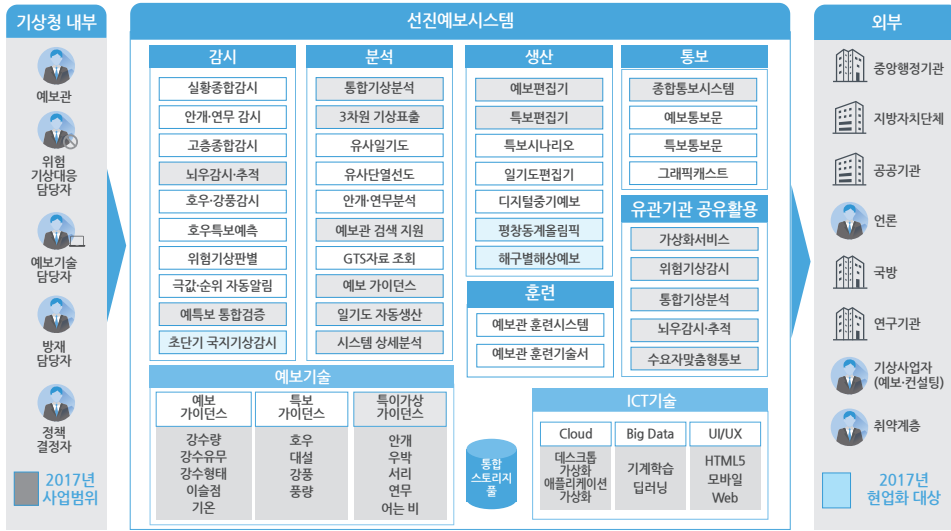 기상청 내부
예보관
위험
기상대응
담당자
예보기술
담당자
방재
담당자
정책
결정자
2017년
사업범위
선진예보시스템
감시
실황종합감시
안개·연무 감시
고층종합감시
뇌우감시·추적
호우·강풍감시
호우특보예측
위험기상판별
극값·순위 자동알림
예특보 통합검증
초단기 국지기상감시
분석
통합기상분석
3차원 기상표출
유사일기도
유사단열선도
안개·연무분석
예보관 검색 지원
GTS자료 조회
예보 가이던스
일기도 자동생산
시스템 상세분석
생산
예보편집기
특보편집기
특보시나리오
일기도편집기
디지털중기예보
평창동계올림픽
해구별해상예보
훈련
예보관 훈련시스템
예보관 훈련기술서
통보
종합통보시스템
예보통보문
특보통보문
그래픽캐스트
유관기관 공유활용
가상화서비스
위험기상감시
통합기상분석
뇌우감시·추적
수요자맞춤형통보
예보기술
예보
가이던스
강수량
강수유무
강수형태
이슬점
기온
특보
가이던스
호우
대설
강풍
풍량
특이가상
가이던스
안개
우박
서리
연무
어는 비
통합
스토리지
풀
ICT기술
Cloud
데스크톱
가상화
애플리케이션
가상화
Big Data
기계학습
딥러닝
UI/UX
HTML5
모바일
Web
외부
중앙행정기관
지방자치단체
공공기관
언론
국방
연구기관
기상사업자
(예보·컨설팅)
취약계층
2017년
현업화 대상